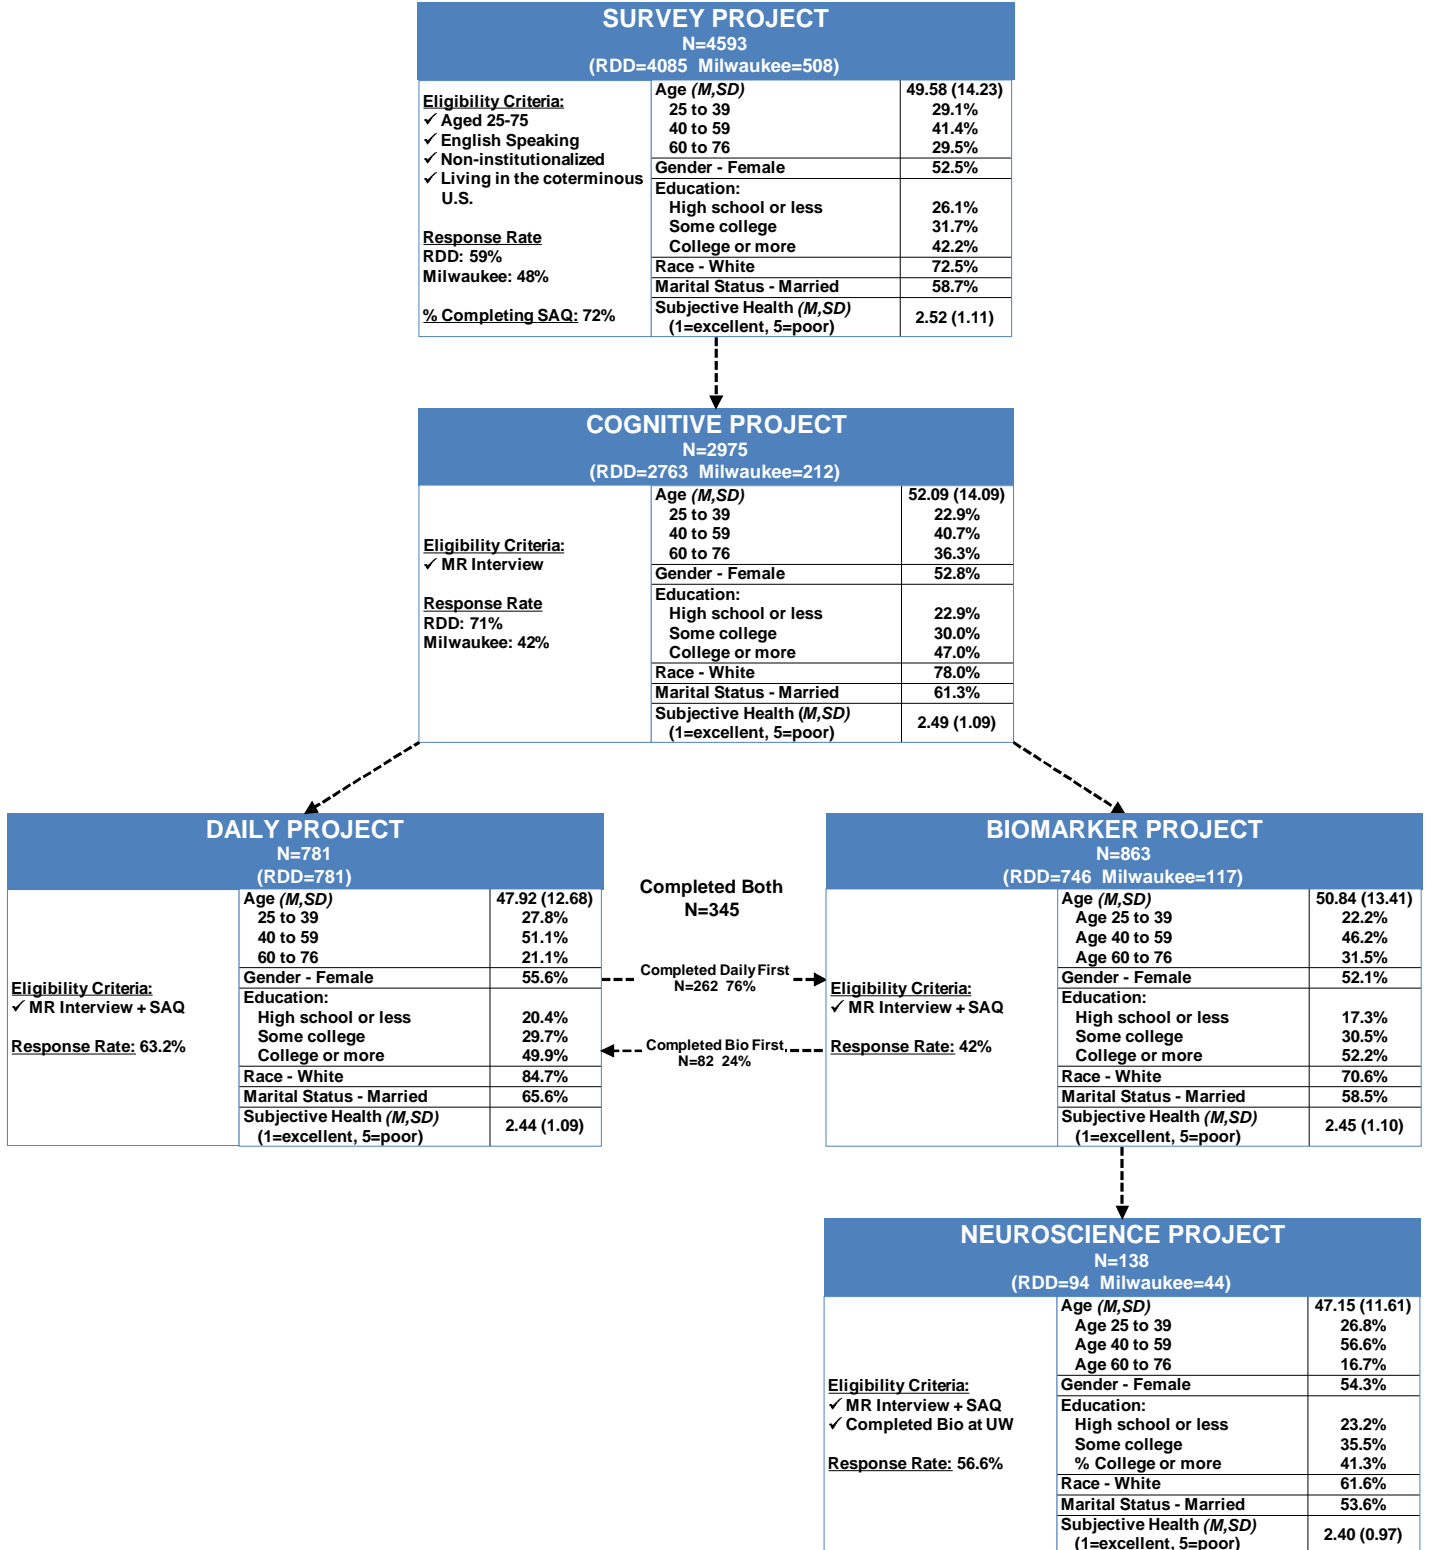 SURVEY PROJECT
N=4593
(RDD=4085 Milwaukee=508)
Eligibility Criteria:
✓ Aged 25-75
✓ English Speaking
✓ Non-institutionalized
✓ Living in the coterminous
U.S.
Response Rate
RDD: 59%
Milwaukee: 48%
% Completing SAQ: 72%
Age (M,SD) 49.58 (14.23)
25 to 39 29.1%
40 to 59 41.4%
60 to 76 29.5%
Gender - Female 52.5%
Education:
High school or less 26.1%
Some college 31.7%
College or more 42.2%
Race - White 72.5%
Marital Status - Married 58.7%
Subjective Health (M,SD)
(1=excellent, 5=poor) 2.52 (1.11)
COGNITIVE PROJECT
N=2975
(RDD=2763 Milwaukee=212)
Eligibility Criteria:
✓ MR Interview
Response Rate
RDD: 71%
Milwaukee: 42%
Age (M,SD) 52.09 (14.09)
25 to 39 22.9%
40 to 59 40.7%
60 to 76 36.3%
Gender - Female 52.8%
Education:
High school or less 22.9%
Some college 30.0%
College or more 47.0%
Race - White 78.0%
Marital Status - Married 61.3%
Subjective Health (M,SD)
(1=excellent, 5=poor) 2.49 (1.09)
DAILY PROJECT
N=781
(RDD=781)
Eligibility Criteria:
✓ MR Interview + SAQ
Response Rate: 63.2%
Age (M,SD) 47.92 (12.68)
25 to 39 27.8%
40 to 59 51.1%
60 to 76 21.1%
Gender - Female 55.6%
Education:
High school or less 20.4%
Some college 29.7%
College or more 49.9%
Race - White 84.7%
Marital Status - Married 65.6%
Subjective Health (M,SD)
(1=excellent, 5=poor) 2.44 (1.09)
Completed Both
N=345
Completed Daily First
N=262 76%
Completed Bio First
N=82 24%
BIOMARKER PROJECT
N=863
(RDD=746 Milwaukee=117)
Eligibility Criteria:
✓ MR Interview + SAQ
Response Rate: 42%
Age (M,SD) 50.84 (13.41)
Age 25 to 39 22.2%
Age 40 to 59 46.2%
Age 60 to 76 31.5%
Gender - Female 52.1%
Education:
High school or less 17.3%
Some college 30.5%
College or more 52.2%
Race - White 70.6%
Marital Status - Married 58.5%
Subjective Health (M,SD)
(1=excellent, 5=poor) 2.45 (1.10)
NEUROSCIENCE PROJECT
N=138
(RDD=94 Milwaukee=44)
Eligibility Criteria:
✓ MR Interview + SAQ
✓ Completed Bio at UW
Response Rate: 56.6%
Age (M,SD) 47.15 (11.61)
Age 25 to 39 26.8%
Age 40 to 59 56.6%
Age 60 to 76 16.7%
Gender - Female 54.3%
Education:
High school or less 23.2%
Some college 35.5%
% College or more 41.3%
Race - White 61.6%
Marital Status - Married 53.6%
Subjective Health (M,SD)
(1=excellent, 5=poor) 2.40 (0.97)